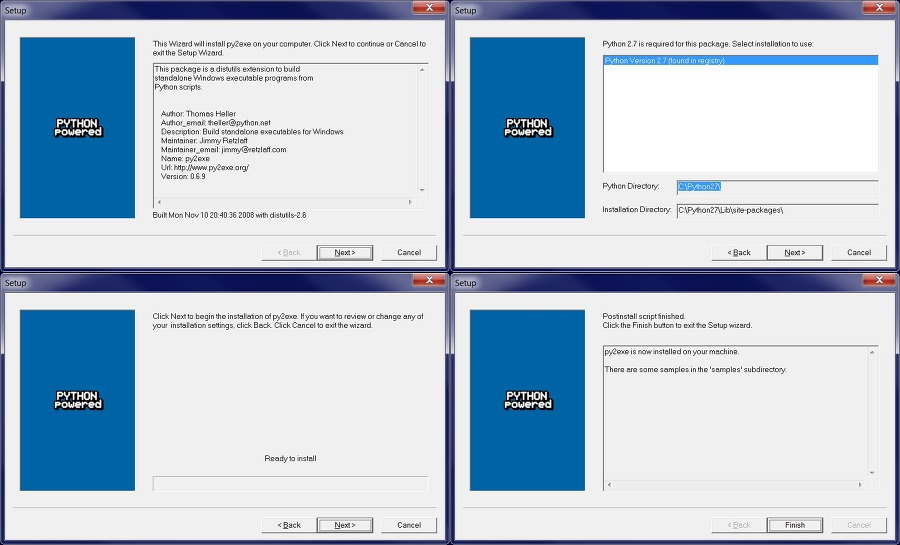 Setup
This Wizard will install py2exe on your computer. Click Next to continue or Cancel to
exit the Setup Wizard.
This package is a distutils extension to build
standalone Windows executable programs from
Python scripts.
Author: Thomas Heller
Author_email: theller@python.net
Description: Build standalone executables for Windows
Maintainer: Jimmy Retzlaff
Maintainer_email: jimmy@retzlaff.com
Name: py2exe
Url: http://www.py2exe.org/
Version: 0.6.9
PYTHON
powered
Built Mon Nov 10 20:40:36 2008 with distutils-2.6
< Back
Next >
Cancel
Setup
Python 2.7 is required for this package. Select installation to use:
Python Version 2.7 (found in registry)
PYTHON
powered
Python Directory:
C:\Python27\
Installation Directory:
C:\Python27\Lib\site-packages\
< Back
Next >
Cancel
Setup
Click Next to begin the installation of py2exe. If you want to review or change any of
your installation settings, click Back. Click Cancel to exit the wizard.
PYTHON
powered
Ready to install
< Back
Next >
Cancel
Setup
Postinstall script finished.
Click the Finish button to exit the Setup wizard.
py2exe is now installed on your machine.
There are some samples in the 'samples' subdirectory.
PYTHON
powered
< Back
Finish
Cancel